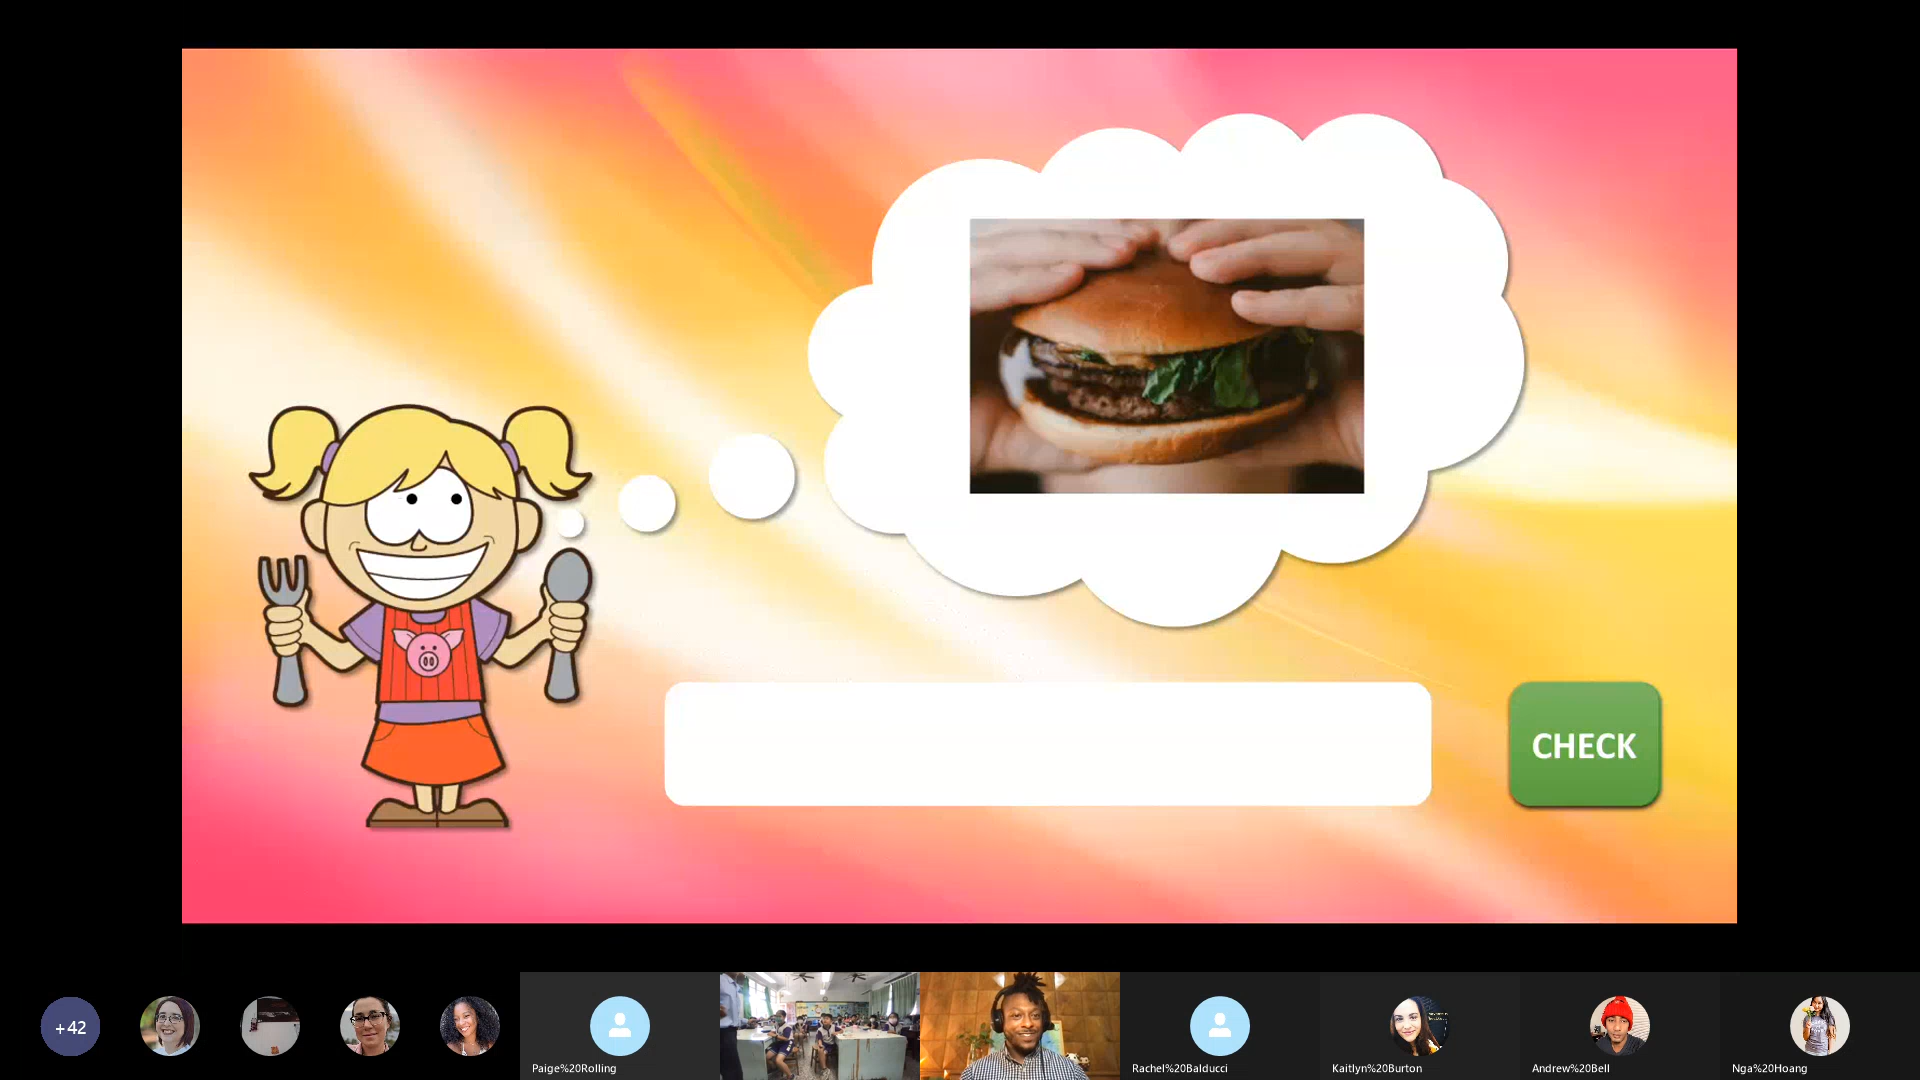 CHECK
+42
Paige%20Rolling
Rachel%20Balducci
Kaitlyn%20Burton
Andrew%20Bell
Nga%20Hoang